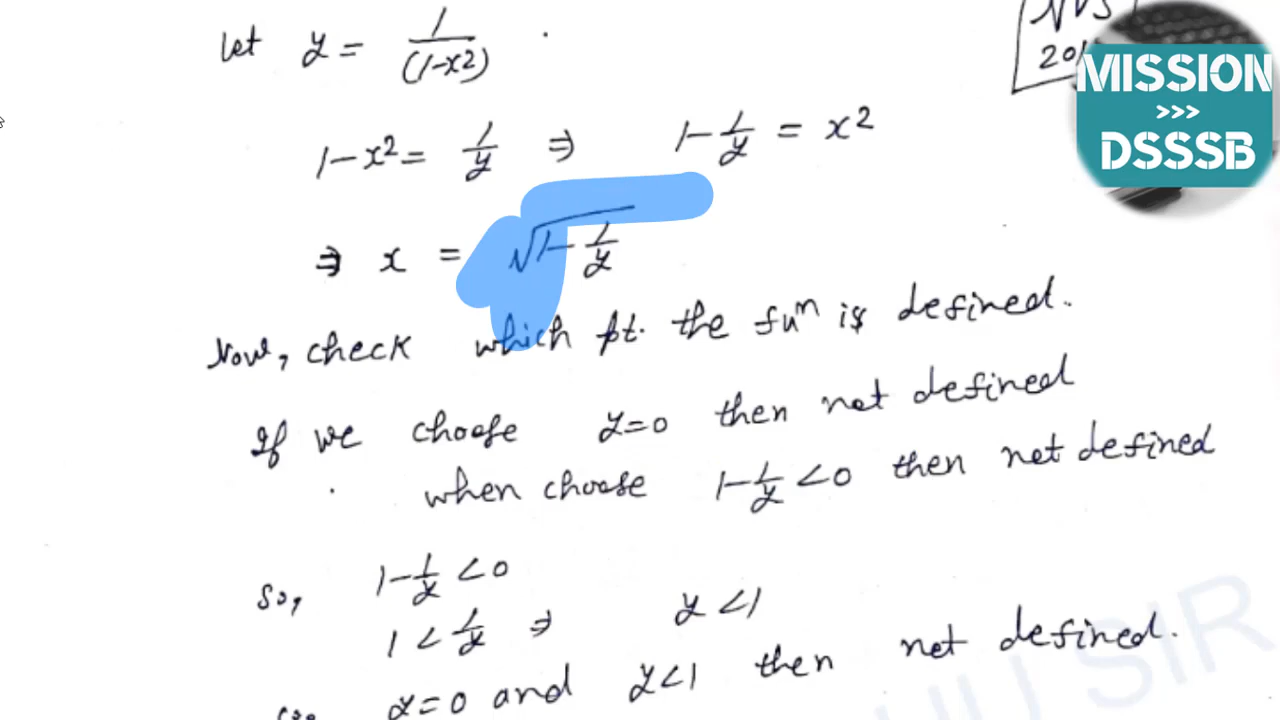 let y = 1/(1-x2)
1-x2 = 1/y ⇒ 1-1/y = x2
⇒ x = √1-1/y
Now, check which pt. the fun is defined.
If we choose y=0 then not defined
when choose 1-1/y <0 then not defined
So, 1-1/y <0
1 < 1/y ⇒ y <1
y=0 and y<1 then not defined.
MISSION
>>>
DSSSB
SIR